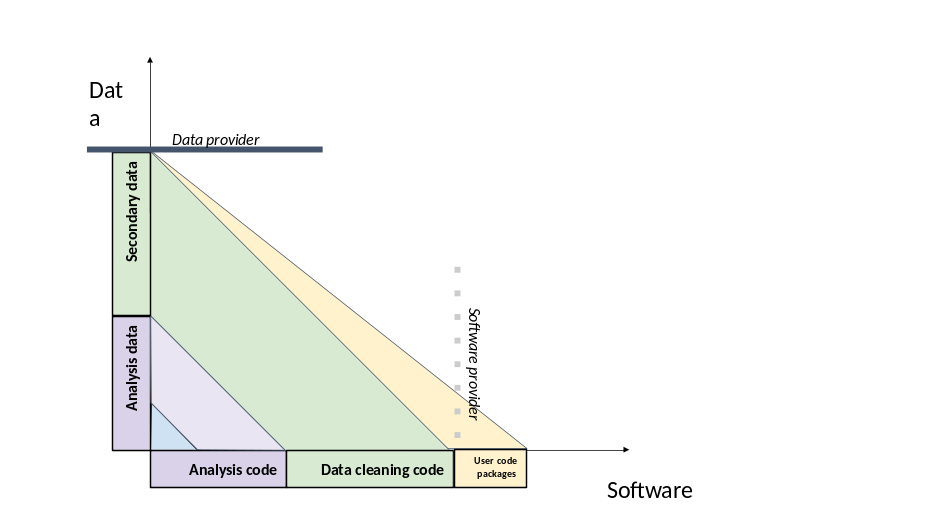 Dat
a
Data provider
Secondary data
Analysis data
Software provider
Analysis code
Data cleaning code
User code
packages
Software